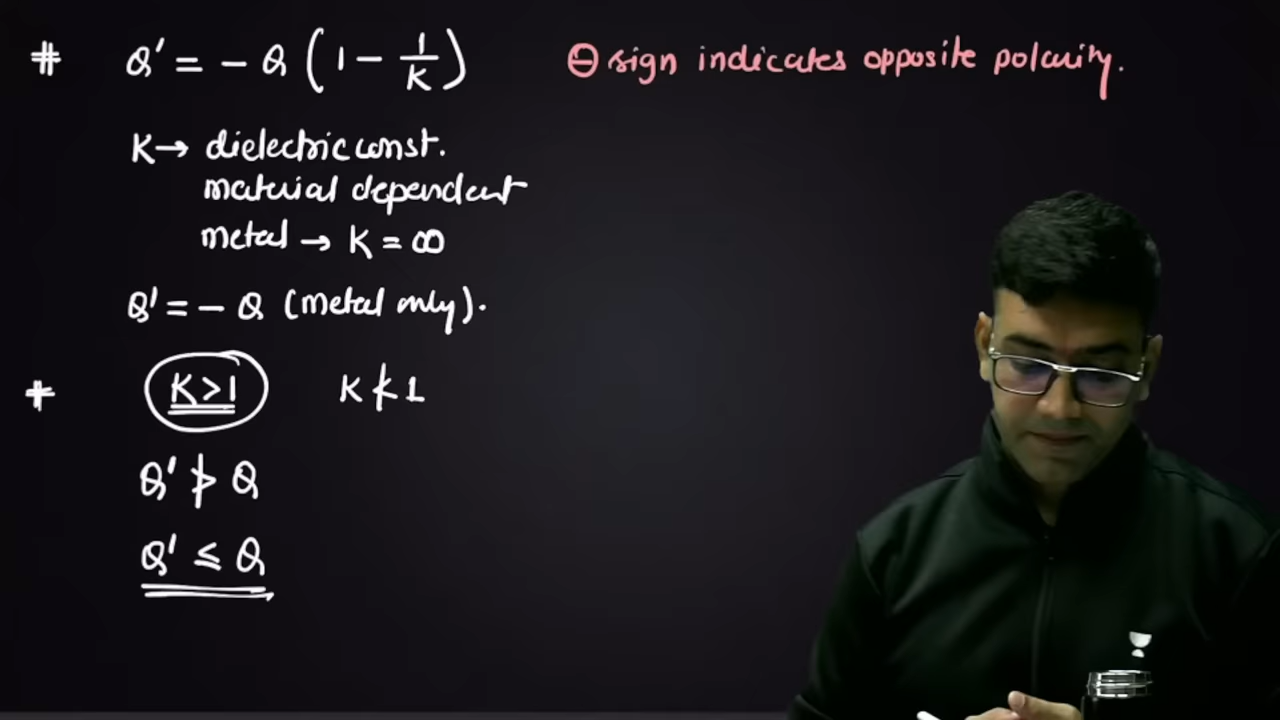 # Q' = - Q (1 - 1/K)
⊖ sign indicates opposite polarity.
K → dielectric const.
material dependent
metal → K = ∞
Q' = - Q (metal only).
* K > 1 K ≮ 1
Q' ≯ Q
Q' ≤ Q